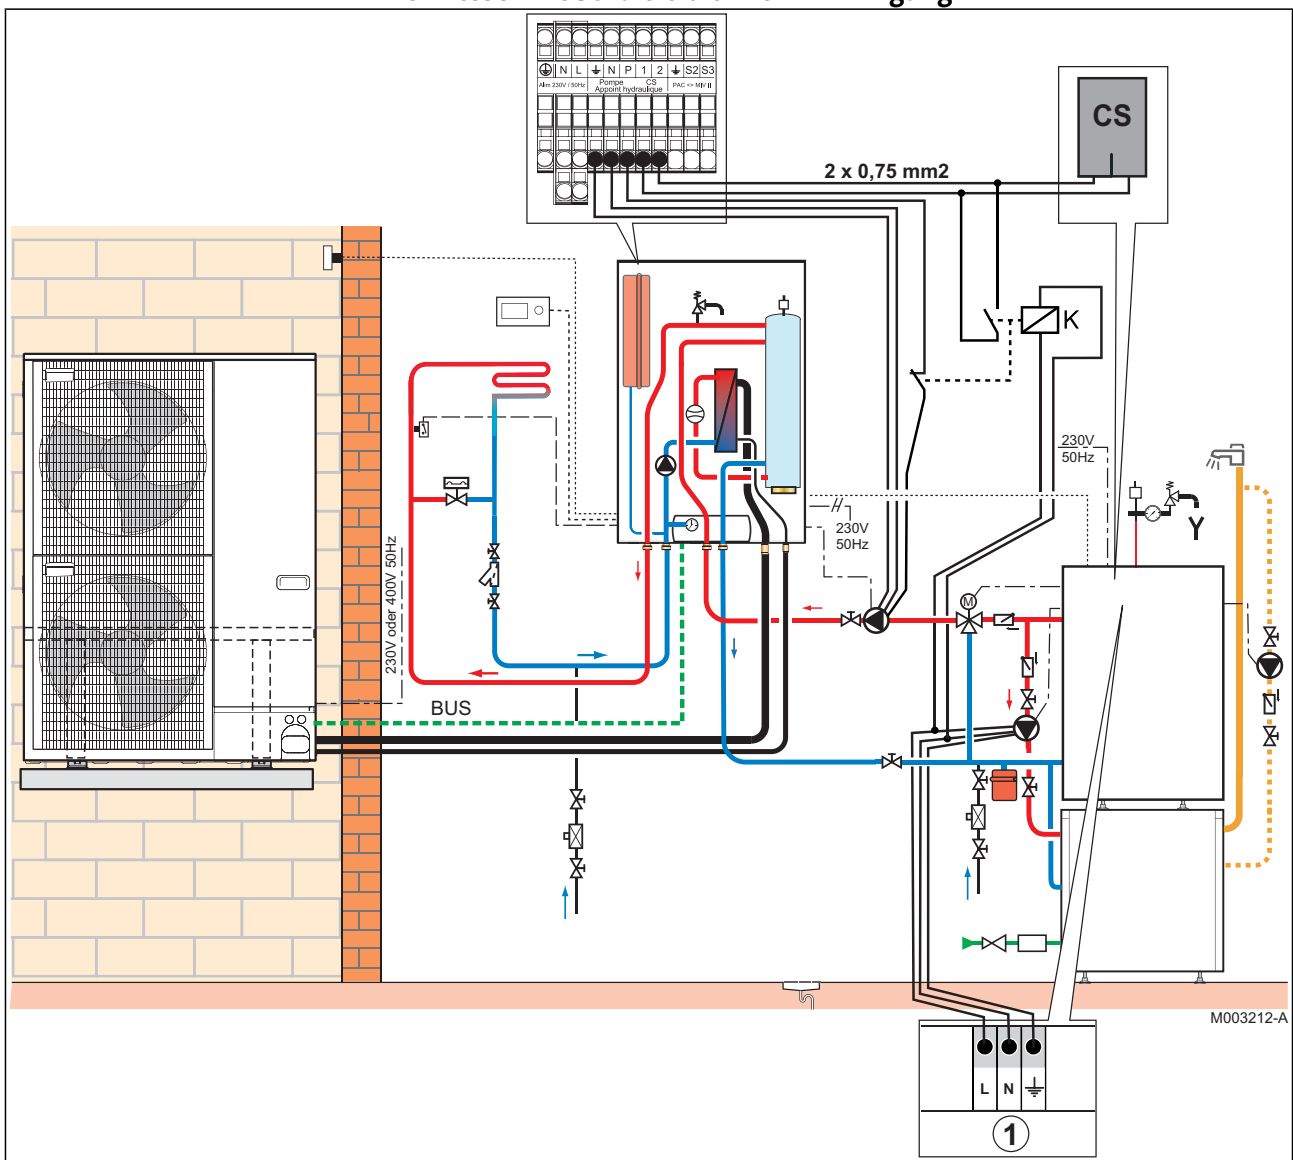 N L N P 1 2 S2 S3
Alim 230V / 50Hz Pompe CS PAC <> MIV II
Appoint hydraulique
CS
2 x 0,75 mm2
K
230V
50Hz
230V
50Hz
Y
M
230V oder 400V 50Hz
BUS
M003212-A
L N
1